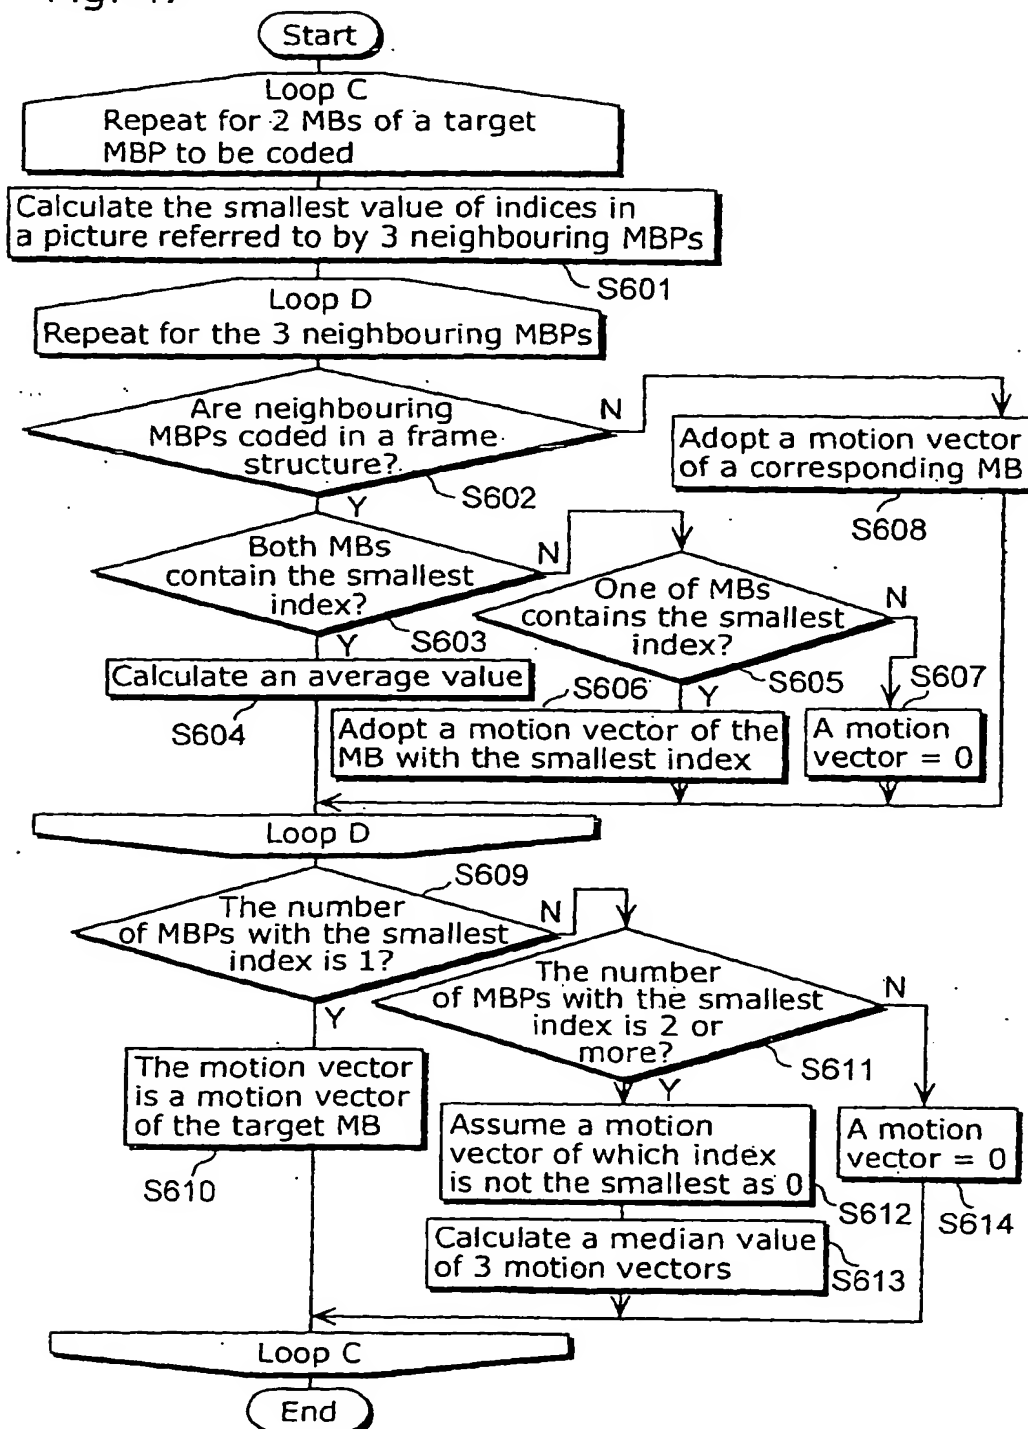 Start
Loop C
Repeat for 2 MBs of a target
MBP to be coded
Calculate the smallest value of indices in
a picture referred to by 3 neighbouring MBPs
S601
Loop D
Repeat for the 3 neighbouring MBPs
Are neighbouring
MBPs coded in a frame
structure?
N
Y
S602
Adopt a motion vector
of a corresponding MB
S608
Both MBs
contain the smallest
index?
N
Y
S603
One of MBs
contains the smallest
index?
N
Y
S605
Calculate an average value
S604
S606
Adopt a motion vector of the
MB with the smallest index
S607
A motion
vector = 0
Loop D
S609
The number
of MBPs with the smallest
index is 1?
N
Y
The number
of MBPs with the smallest
index is 2 or
more?
N
Y
S611
The motion vector
is a motion vector
of the target MB
S610
Assume a motion
vector of which index
is not the smallest as 0
S612
A motion
vector = 0
S614
Calculate a median value
of 3 motion vectors
S613
Loop C
End